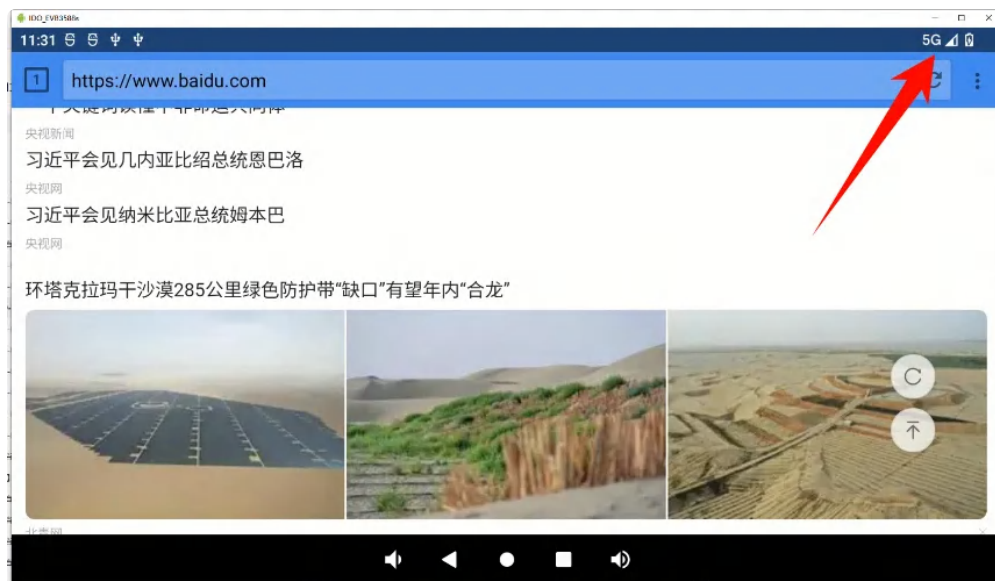 IDO_EVB3588s
11:31
5G
1
https://www.baidu.com
央视新闻
习近平会见几内亚比绍总统恩巴洛
央视网
习近平会见纳米比亚总统姆本巴
央视网
环塔克拉玛干沙漠285公里绿色防护带“缺口”有望年内“合龙”